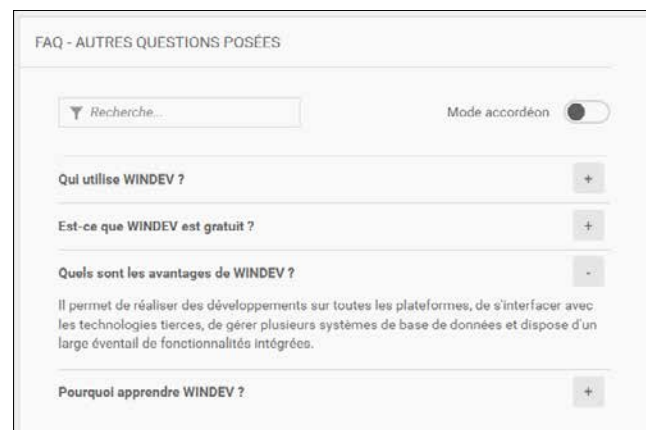 FAQ - AUTRES QUESTIONS POSÉES
Recherche...
Mode accordéon
Qui utilise WINDEV ?
+
Est-ce que WINDEV est gratuit ?
+
Quels sont les avantages de WINDEV ?
-
Il permet de réaliser des développements sur toutes les plateformes, de s'interfacer avec
les technologies tierces, de gérer plusieurs systèmes de base de données et dispose d'un
large éventail de fonctionnalités intégrées.
Pourquoi apprendre WINDEV ?
+